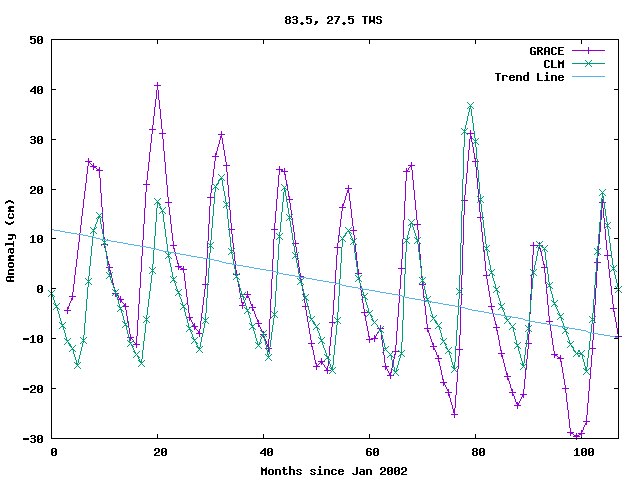 83.5, 27.5 TWS
GRACE
CLM
Trend Line
Anomaly (cm)
50
40
30
20
10
0
-10
-20
-30
0 20 40 60 80 100
Months since Jan 2002